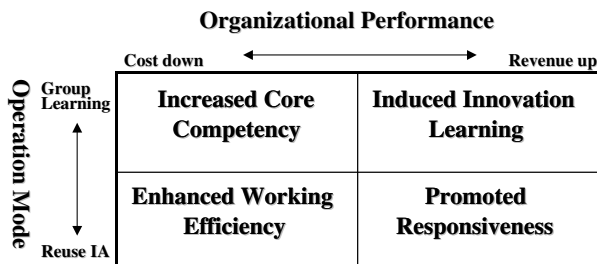 Organizational Performance
Cost down
Revenue up
Operation Mode
Group
Learning
Increased Core
Competency
Induced Innovation
Learning
Enhanced Working
Efficiency
Promoted
Responsiveness
Reuse IA